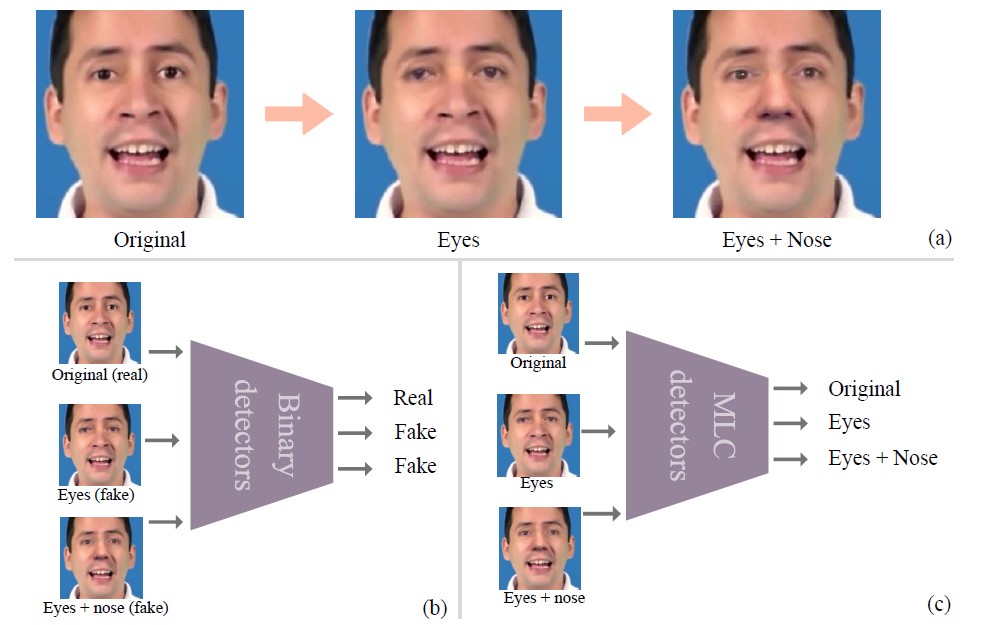 Original
Eyes
Eyes + Nose
(a)
Original (real)
Eyes (fake)
Eyes + nose (fake)
Binary
detectors
Real
Fake
Fake
(b)
Original
Eyes
Eyes + nose
MLC
detectors
Original
Eyes
Eyes + Nose
(c)